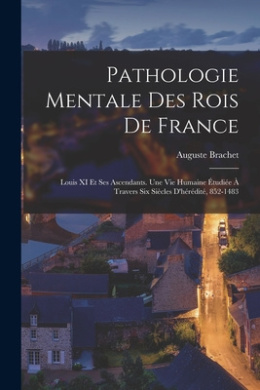 Pathologie
Mentale Des Rois
De France
Auguste Brachet
Louis XI Et Ses Ascendants. Une Vie Humaine Étudiée À
Travers Six Siècles D'hérédité, 852-1483